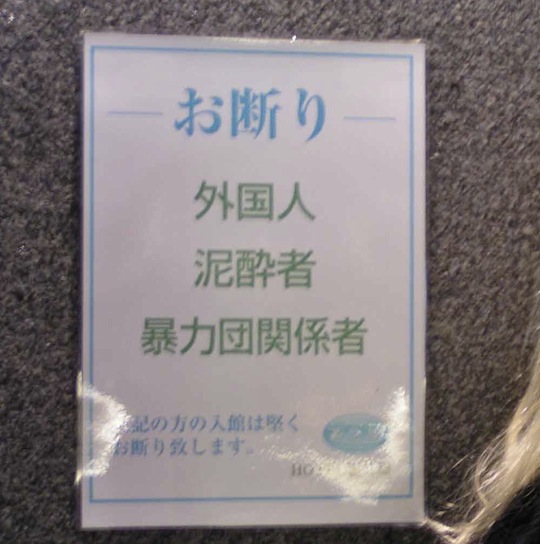 お断り
外国人
泥酔者
暴力団関係者
記の方の入館は堅く
お断り致します。